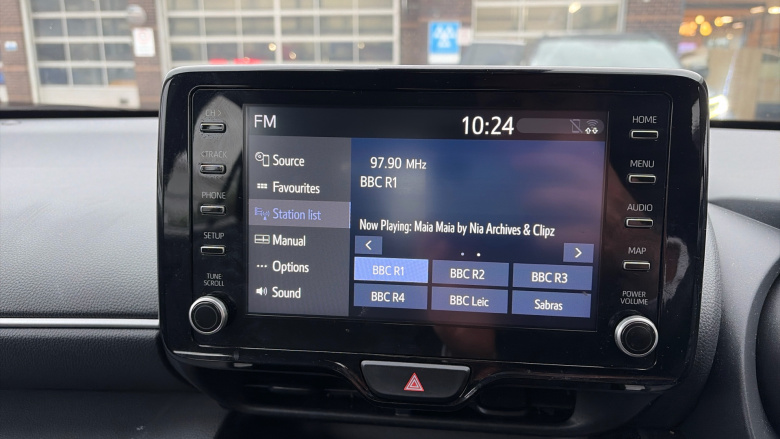 FM
10:24
CH >
< TRACK
PHONE
SETUP
TUNE
SCROLL
Source
Favourites
Station list
Manual
Options
Sound
97.90 MHz
BBC R1
Now Playing: Maia Maia by Nia Archives & Clipz
< >
BBC R1 BBC R2 BBC R3
BBC R4 BBC Leic Sabras
HOME
MENU
AUDIO
MAP
POWER
VOLUME